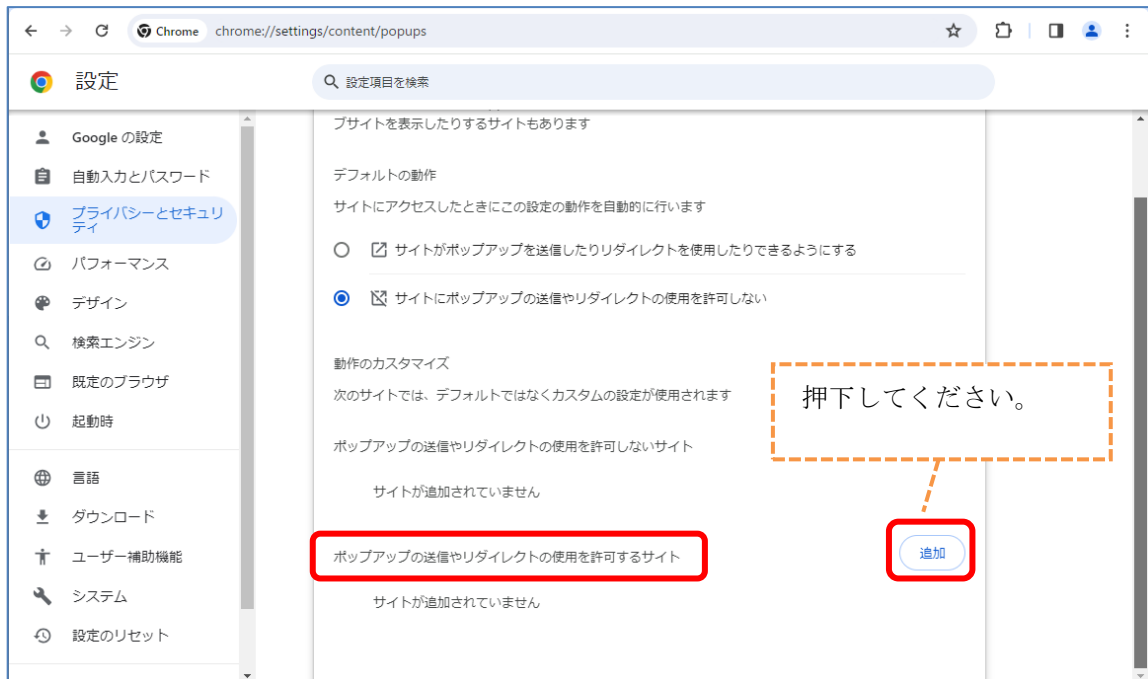 Chrome chrome://settings/content/popups
設定
設定項目を検索
Google の設定
自動入力とパスワード
プライバシーとセキュリ
ティ
パフォーマンス
デザイン
検索エンジン
既定のブラウザ
起動時
言語
ダウンロード
ユーザー補助機能
システム
設定のリセット
ブサイトを表示したりするサイトもあります
デフォルトの動作
サイトにアクセスしたときにこの設定の動作を自動的に行います
サイトがポップアップを送信したりリダイレクトを使用したりできるようにする
サイトにポップアップの送信やリダイレクトの使用を許可しない
動作のカスタマイズ
次のサイトでは、デフォルトではなくカスタムの設定が使用されます
押下してください。
ポップアップの送信やリダイレクトの使用を許可しないサイト
サイトが追加されていません
ポップアップの送信やリダイレクトの使用を許可するサイト
追加
サイトが追加されていません